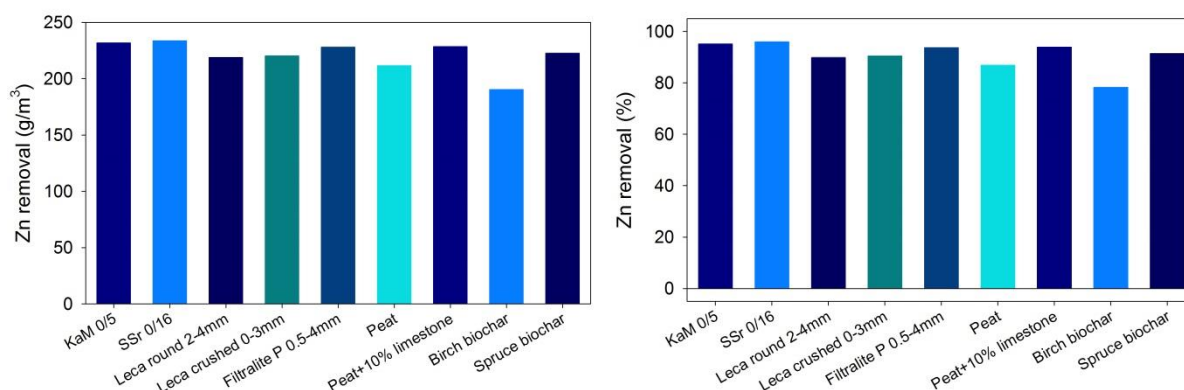 Zn removal (g/m³)
250
200
150
100
50
0
KaM 0/5
SSr 0/16
Leca round 2-4mm
Leca crushed 0-3mm
Filtralite P 0.5-4mm
Peat
Peat+10% limestone
Birch biochar
Spruce biochar
Zn removal (%)
100
80
60
40
20
0
KaM 0/5
SSr 0/16
Leca round 2-4mm
Leca crushed 0-3mm
Filtralite P 0.5-4mm
Peat
Peat+10% limestone
Birch biochar
Spruce biochar